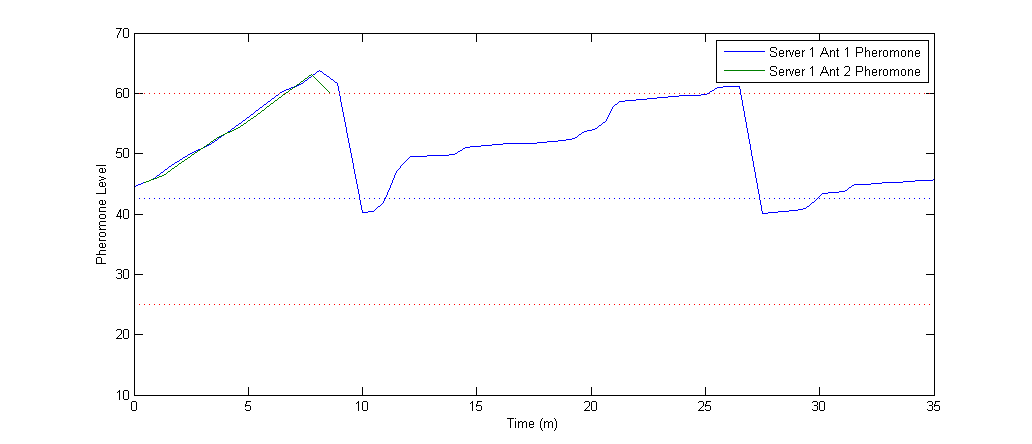 70
Server 1 Ant 1 Pheromone
Server 1 Ant 2 Pheromone
60
50
40
30
20
10
Pheromone Level
0 5 10 15 20 25 30 35
Time (m)